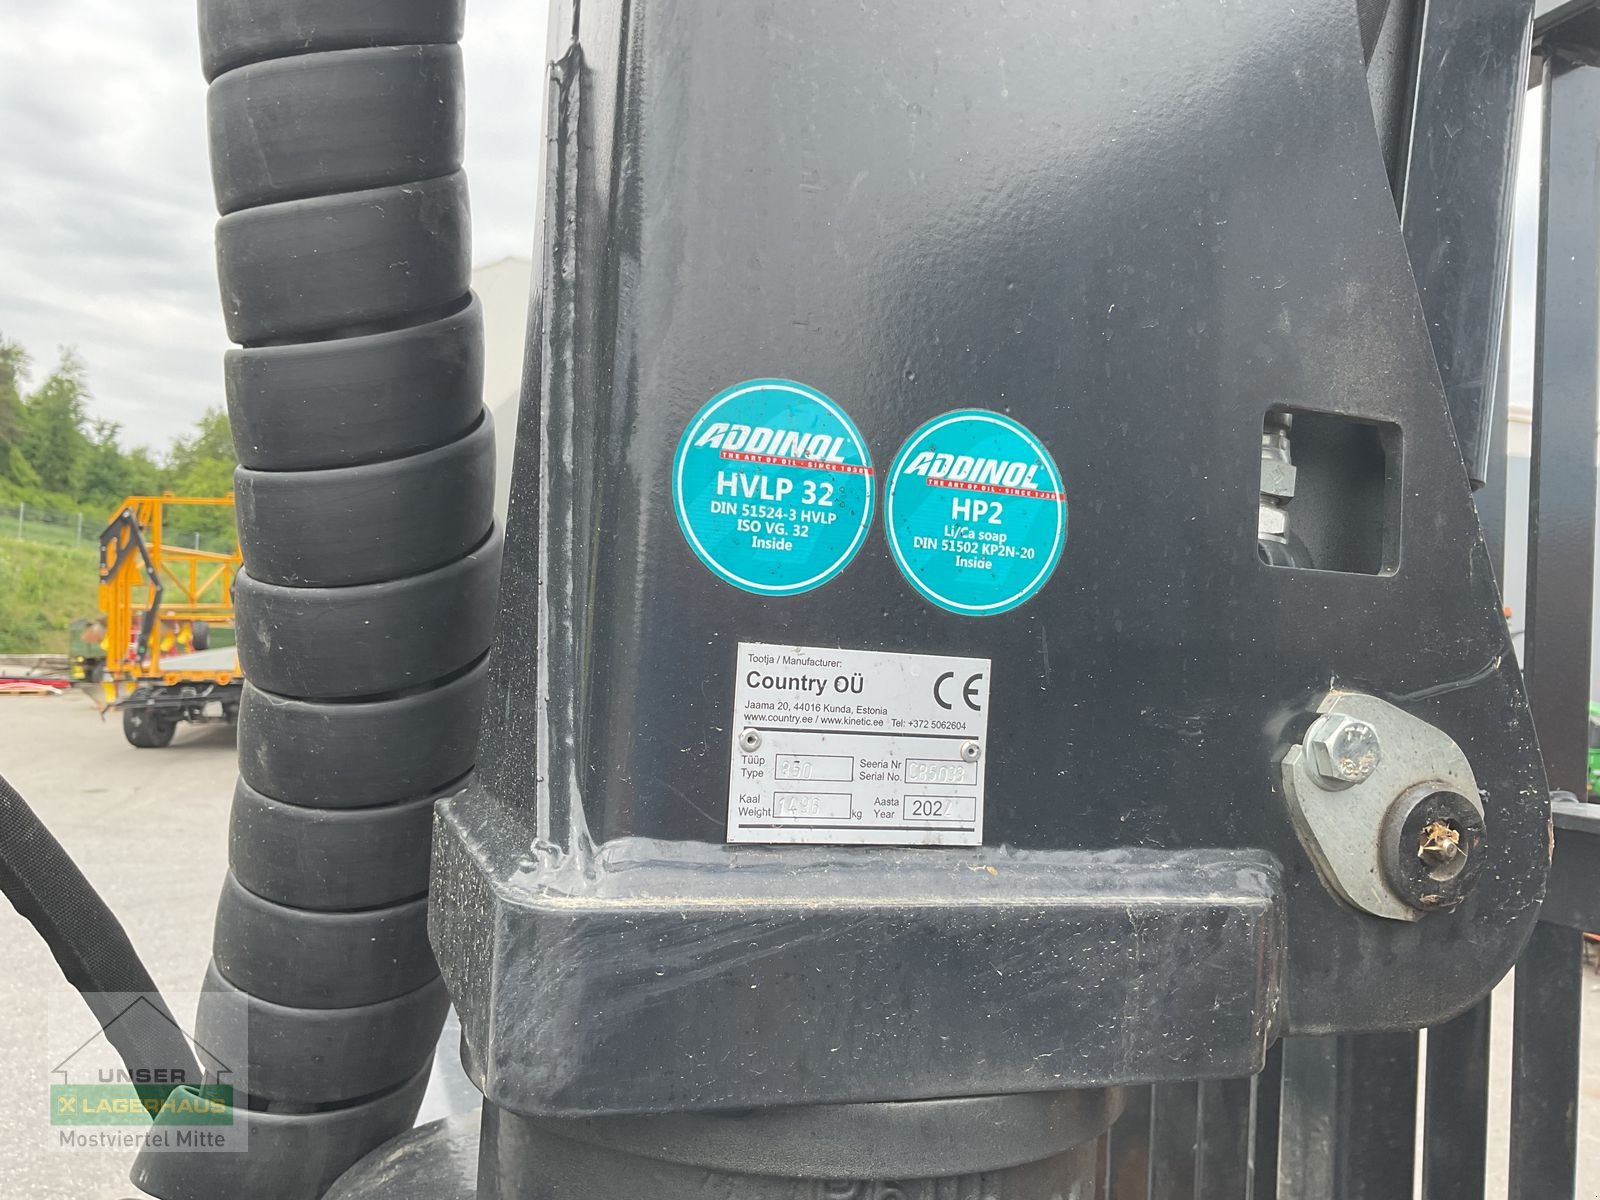 ADDINOL
THE ART OF OIL · SINCE 1936
HVLP 32
DIN 51524-3 HVLP
ISO VG. 32
Inside
ADDINOL
THE ART OF OIL · SINCE 1936
HP2
Li/Ca soap
DIN 51502 KP2N-20
Inside
Tootja / Manufacturer:
Country OÜ
CE
Jaama 20, 44016 Kunda, Estonia
www.country.ee / www.kinetic.ee Tel: +372 5062604
Tüüp
Type
Seeria Nr
Serial No.
Kaal
Weight
1496
kg
Aasta
Year
2024
UNSER
X LAGERHAUS
Mostviertel Mitte